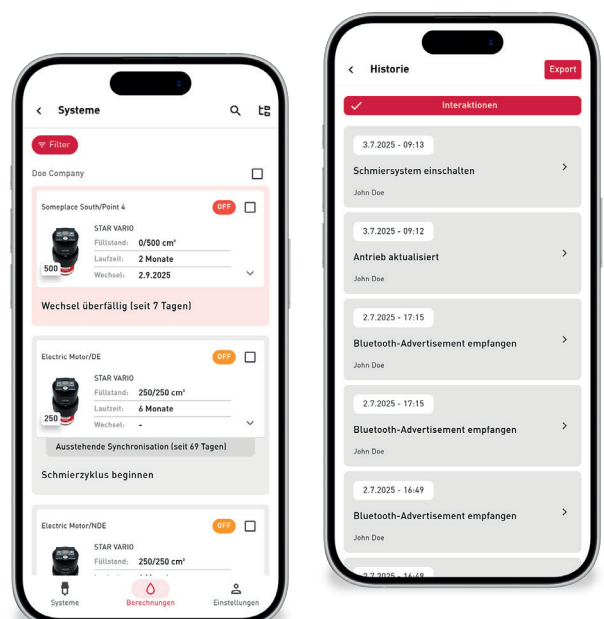 Systeme
Filter
Doe Company
Someplace South/Point 4
OFF
STAR VARIO
Füllstand: 0/500 cm³
Laufzeit: 2 Monate
Wechsel: 2.9.2025
500
Wechsel überfällig (seit 7 Tagen)
Electric Motor/DE
OFF
STAR VARIO
Füllstand: 250/250 cm³
Laufzeit: 6 Monate
Wechsel: -
250
Ausstehende Synchronisation (seit 69 Tagen)
Schmierzyklus beginnen
Electric Motor/NDE
OFF
STAR VARIO
Füllstand: 250/250 cm³
Systeme
Berechnungen
Einstellungen
Historie
Export
Interaktionen
3.7.2025 - 09:13
Schmiersystem einschalten
John Doe
3.7.2025 - 09:12
Antrieb aktualisiert
John Doe
2.7.2025 - 17:15
Bluetooth-Advertisement empfangen
John Doe
2.7.2025 - 17:15
Bluetooth-Advertisement empfangen
John Doe
2.7.2025 - 16:49
Bluetooth-Advertisement empfangen
John Doe
2.7.2025 - 16:49